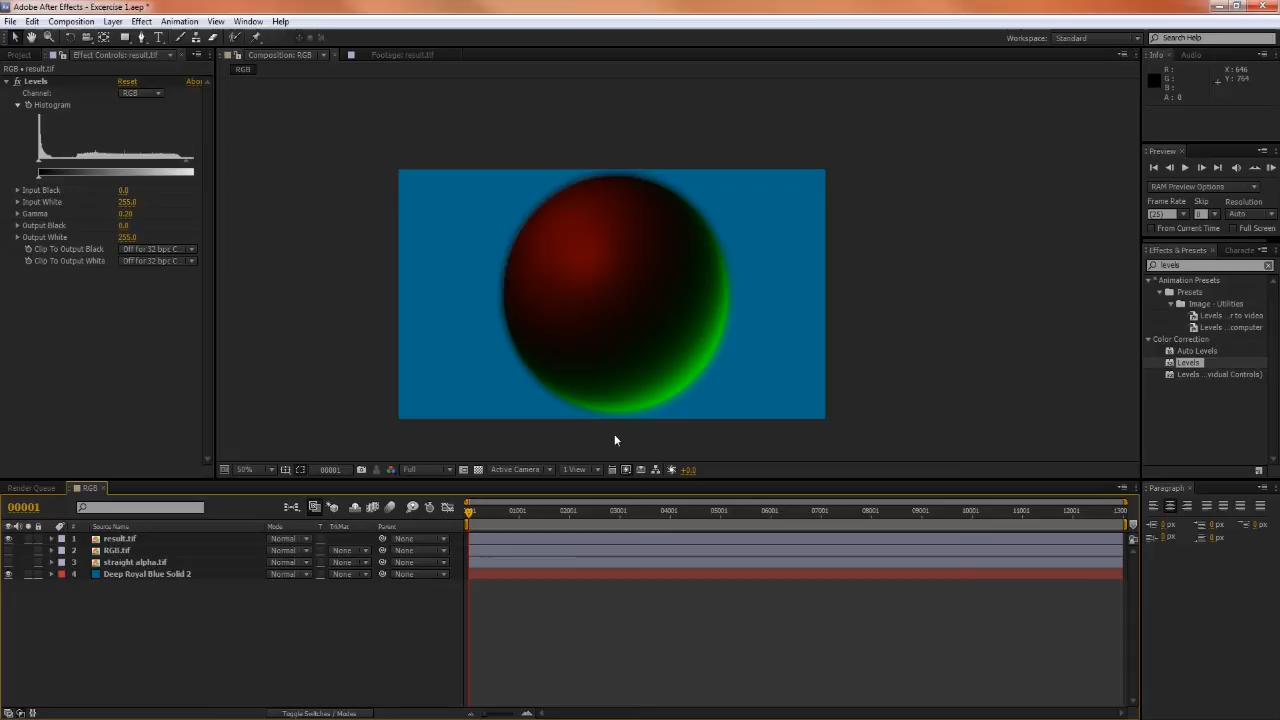 Adobe After Effects - Excercise 1.aep *
File Edit Composition Layer Effect Animation View Window Help
Workspace: Standard
Search Help
Project
Effect Controls: result.tif
RGB • result.tif
Levels Reset Abo
Channel: RGB
Histogram
Input Black 0.0
Input White 255.0
Gamma 0.20
Output Black 0.0
Output White 255.0
Clip To Output Black Off for 32 bpc C
Clip To Output White Off for 32 bpc C
Composition: RGB
Footage: result.tif
RGB
50%
00001
Full
Active Camera
1 View
+0.0
Info Audio
R:
G:
B:
A: 0
X: 646
Y: 764
Preview
RAM Preview Options
Frame Rate Skip Resolution
(25) 0 Auto
From Current Time Full Screen
Effects & Presets Characte
levels
* Animation Presets
Presets
Image - Utilities
Levels ...r to video
Levels ...computer
Color Correction
Auto Levels
Levels
Levels ...vidual Controls)
Render Queue
RGB
00001
# Source Name Mode T TrkMat Parent
1 result.tif Normal None
2 RGB.tif Normal None None
3 straight alpha.tif Normal None None
4 Deep Royal Blue Solid 2 Normal None None
01001 02001 03001 04001 05001 06001 07001 08001 09001 10001 11001 12001
Toggle Switches / Modes
Paragraph
0 px 0 px 0 px
0 px 0 px